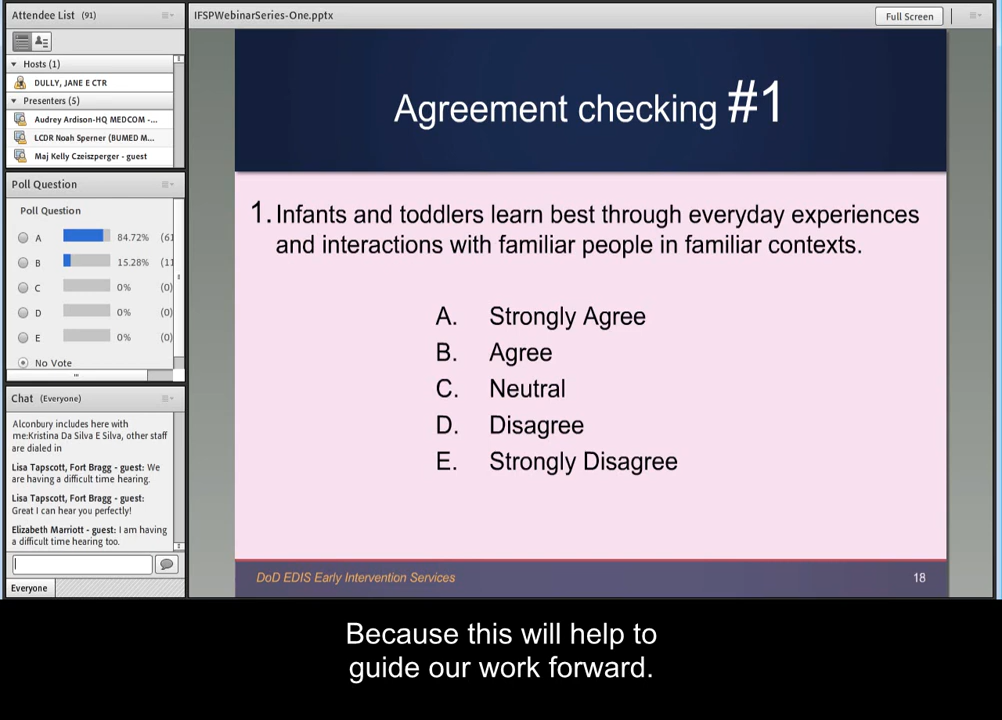 Attendee List (91)
Hosts (1)
DULLY, JANE E CTR
Presenters (5)
Audrey Ardison-HQ MEDCOM -...
LCDR Noah Sperner (BUMED M...
Maj Kelly Czeiszperger - guest
Poll Question
Poll Question
A 84.72% (61
B 15.28% (11
C 0% (0)
D 0% (0)
E 0% (0)
No Vote
Chat (Everyone)
Alconbury includes here with
me:Kristina Da Silva E Silva, other staff
are dialed in
Lisa Tapscott, Fort Bragg - guest: We
are having a difficult time hearing.
Lisa Tapscott, Fort Bragg - guest:
Great I can hear you perfectly!
Elizabeth Marriott - guest: I am having
a difficult time hearing too.
Everyone
IFSPWebinarSeries-One.pptx
Full Screen
Agreement checking #1
1. Infants and toddlers learn best through everyday experiences
and interactions with familiar people in familiar contexts.
A. Strongly Agree
B. Agree
C. Neutral
D. Disagree
E. Strongly Disagree
DoD EDIS Early Intervention Services
18
Because this will help to
guide our work forward.